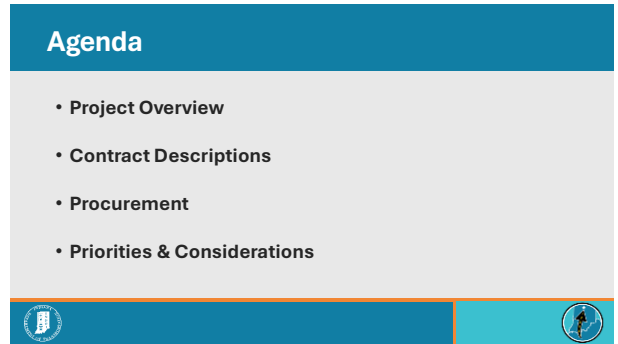 Agenda
• Project Overview
• Contract Descriptions
• Procurement
• Priorities & Considerations